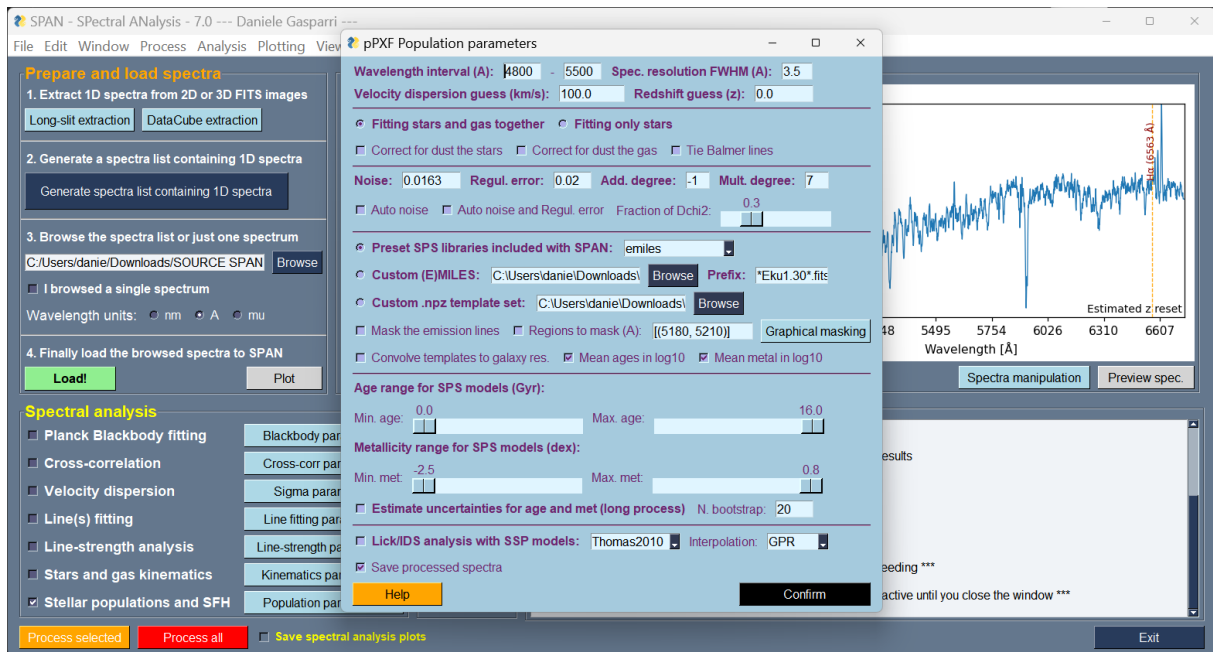 SPAN - SPectral ANalysis - 7.0 --- Daniele Gasparri ---
File Edit Window Process Analysis Plotting View
Prepare and load spectra
1. Extract 1D spectra from 2D or 3D FITS images
Long-slit extraction DataCube extraction
2. Generate a spectra list containing 1D spectra
Generate spectra list containing 1D spectra
3. Browse the spectra list or just one spectrum
C:/Users/danie/Downloads/SOURCE SPAN Browse
I browsed a single spectrum
Wavelength units: nm A mu
4. Finally load the browsed spectra to SPAN
Load! Plot
Spectral analysis
Planck Blackbody fitting Blackbody par
Cross-correlation Cross-corr par
Velocity dispersion Sigma parar
Line(s) fitting Line fitting par
Line-strength analysis Line-strength pa
Stars and gas kinematics Kinematics par
Stellar populations and SFH Population par
Process selected Process all Save spectral analysis plots
pPXF Population parameters
Wavelength interval (A): 4800 - 5500 Spec. resolution FWHM (A): 3.5
Velocity dispersion guess (km/s): 100.0 Redshift guess (z): 0.0
Fitting stars and gas together Fitting only stars
Correct for dust the stars Correct for dust the gas Tie Balmer lines
Noise: 0.0163 Regul. error: 0.02 Add. degree: -1 Mult. degree: 7
Auto noise Auto noise and Regul. error Fraction of Dchi2: 0.3
Preset SPS libraries included with SPAN: emiles
Custom (E)MILES: C:\Users\danie\Downloads\ Browse Prefix: *Eku1.30*.fits
Custom .npz template set: C:\Users\danie\Downloads\ Browse
Mask the emission lines Regions to mask (A): [(5180, 5210)] Graphical masking
Convolve templates to galaxy res. Mean ages in log10 Mean metal in log10
Age range for SPS models (Gyr):
Min. age: 0.0 Max. age: 16.0
Metallicity range for SPS models (dex):
Min. met: -2.5 Max. met: 0.8
Estimate uncertainties for age and met (long process) N. bootstrap: 20
Lick/IDS analysis with SSP models: Thomas2010 Interpolation: GPR
Save processed spectra
Help Confirm
Hα (6563 Å)
Estimated z reset
48 5495 5754 6026 6310 6607
Wavelength [Å]
Spectra manipulation Preview spec.
esults
eeding ***
active until you close the window ***
Exit